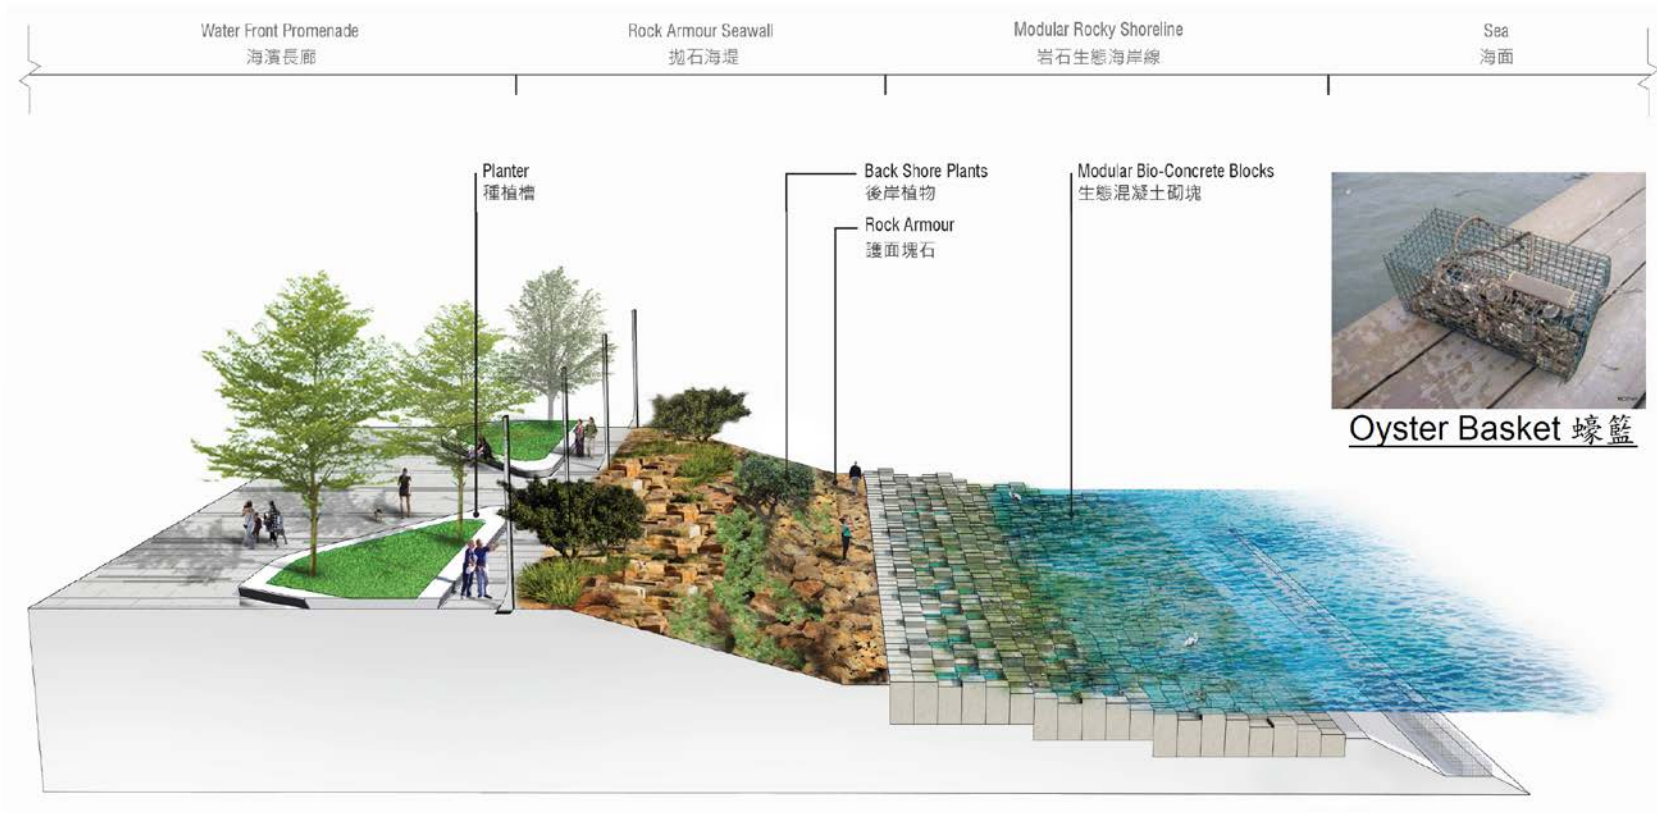 Water Front Promenade
海濱長廊
Rock Armour Seawall
拋石海堤
Modular Rocky Shoreline
岩石生態海岸線
Sea
海面
Planter
種植槽
Back Shore Plants
後岸植物
Rock Armour
護面塊石
Modular Bio-Concrete Blocks
生態混凝土砌塊
Oyster Basket 蠔籃